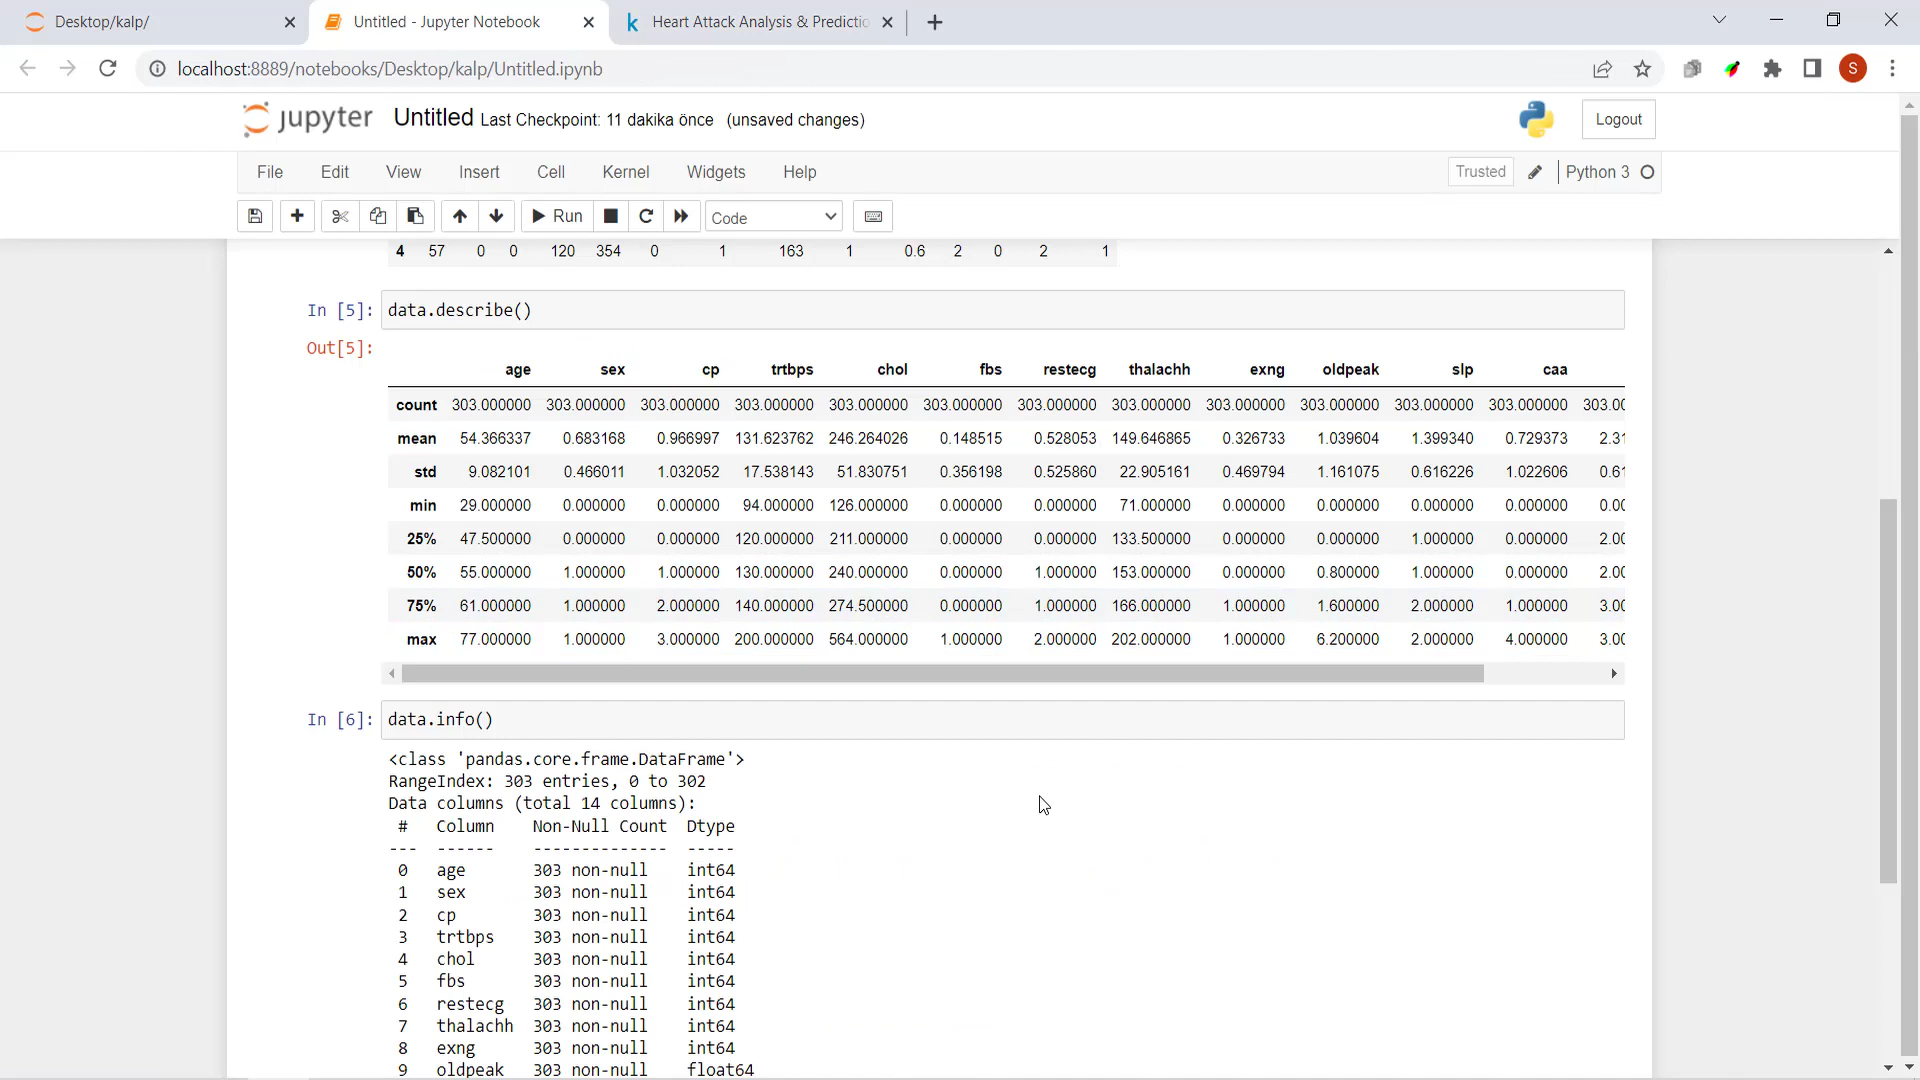 Desktop/kalp/
Untitled - Jupyter Notebook
Heart Attack Analysis & Predictio
localhost:8889/notebooks/Desktop/kalp/Untitled.ipynb
S
jupyter Untitled Last Checkpoint: 11 dakika önce (unsaved changes)
Logout
File Edit View Insert Cell Kernel Widgets Help
Trusted Python 3
Run Code
4 57 0 0 120 354 0 1 163 1 0.6 2 0 2 1
In [5]: data.describe()
Out[5]:
age sex cp trtbps chol fbs restecg thalachh exng oldpeak slp caa
count 303.000000 303.000000 303.000000 303.000000 303.000000 303.000000 303.000000 303.000000 303.000000 303.000000 303.000000 303.000000 303.00
mean 54.366337 0.683168 0.966997 131.623762 246.264026 0.148515 0.528053 149.646865 0.326733 1.039604 1.399340 0.729373 2.31
std 9.082101 0.466011 1.032052 17.538143 51.830751 0.356198 0.525860 22.905161 0.469794 1.161075 0.616226 1.022606 0.61
min 29.000000 0.000000 0.000000 94.000000 126.000000 0.000000 0.000000 71.000000 0.000000 0.000000 0.000000 0.000000 0.00
25% 47.500000 0.000000 0.000000 120.000000 211.000000 0.000000 0.000000 133.500000 0.000000 0.000000 1.000000 0.000000 2.00
50% 55.000000 1.000000 1.000000 130.000000 240.000000 0.000000 1.000000 153.000000 0.000000 0.800000 1.000000 0.000000 2.00
75% 61.000000 1.000000 2.000000 140.000000 274.500000 0.000000 1.000000 166.000000 1.000000 1.600000 2.000000 1.000000 3.00
max 77.000000 1.000000 3.000000 200.000000 564.000000 1.000000 2.000000 202.000000 1.000000 6.200000 2.000000 4.000000 3.00
In [6]: data.info()
<class 'pandas.core.frame.DataFrame'>
RangeIndex: 303 entries, 0 to 302
Data columns (total 14 columns):
# Column Non-Null Count Dtype
--- ------ -------------- -----
0 age 303 non-null int64
1 sex 303 non-null int64
2 cp 303 non-null int64
3 trtbps 303 non-null int64
4 chol 303 non-null int64
5 fbs 303 non-null int64
6 restecg 303 non-null int64
7 thalachh 303 non-null int64
8 exng 303 non-null int64
9 oldpeak 303 non-null float64